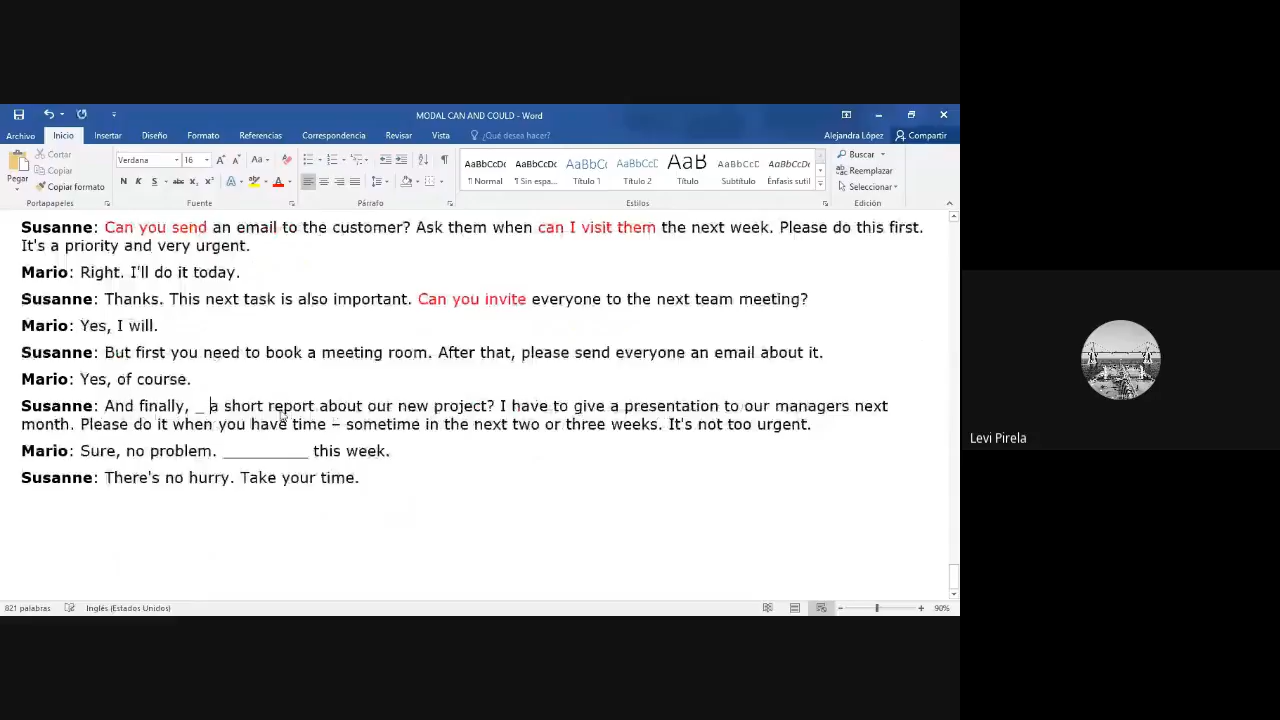 MODAL CAN AND COULD - Word
Archivo Inicio Insertar Diseño Formato Referencias Correspondencia Revisar Vista ¿Qué desea hacer? Alejandra López Compartir
Pegar
Cortar
Copiar
Copiar formato
Portapapeles
Verdana 16
N K S abc x₂ x²
Fuente
Párrafo
AaBbCcDc AaBbCcDc AaBbCc AaBbCcD AaB AaBbCcD AaBbCcDc
¶ Normal ¶ Sin espa... Título 1 Título 2 Título Subtítulo Énfasis sutil
Estilos
Buscar
Reemplazar
Seleccionar
Edición
Susanne: Can you send an email to the customer? Ask them when can I visit them the next week. Please do this first.
It's a priority and very urgent.
Mario: Right. I'll do it today.
Susanne: Thanks. This next task is also important. Can you invite everyone to the next team meeting?
Mario: Yes, I will.
Susanne: But first you need to book a meeting room. After that, please send everyone an email about it.
Mario: Yes, of course.
Susanne: And finally, _ a short report about our new project? I have to give a presentation to our managers next
month. Please do it when you have time – sometime in the next two or three weeks. It's not too urgent.
Mario: Sure, no problem. __________ this week.
Susanne: There's no hurry. Take your time.
821 palabras Inglés (Estados Unidos) 90%
Levi Pirela